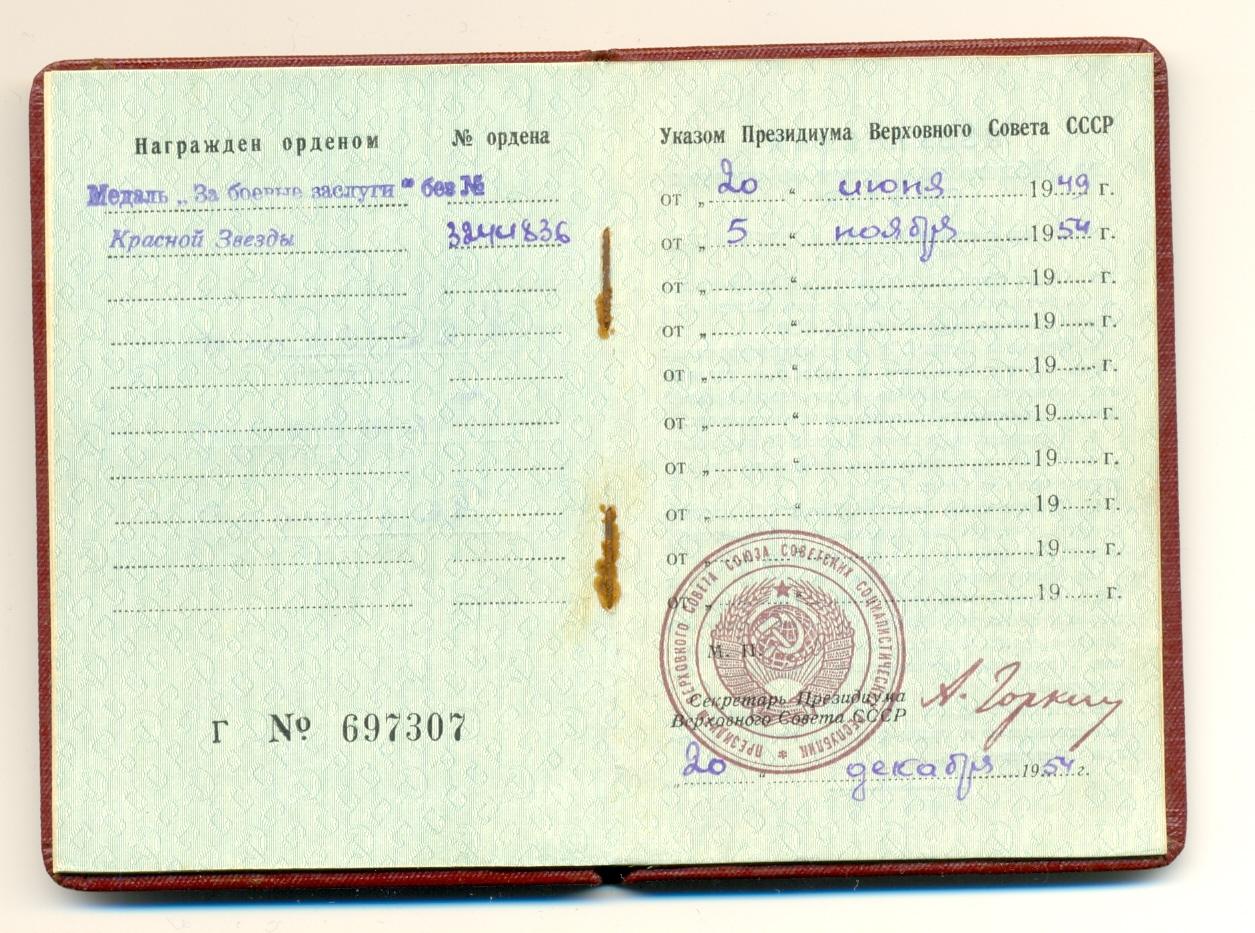 Награжден орденом № ордена
Медаль „За боевые заслуги“ без №
Красной Звезды 3244836
Г № 697307
Указом Президиума Верховного Совета СССР
от „ 20 “ июня 1949 г.
от „ 5 “ ноября 1954 г.
от „ “ 19 г.
от „ “ 19 г.
от „ “ 19 г.
от „ “ 19 г.
от „ “ 19 г.
от „ “ 19 г.
от „ “ 19 г.
от „ “ 19 г.
М. П.
Секретарь Президиума
Верховного Совета СССР
А. Горкин
„ 20 “ декабря 1954 г.
ПРЕЗИДИУМ ВЕРХОВНОГО СОВЕТА СОЮЗА СОВЕТСКИХ СОЦИАЛИСТИЧЕСКИХ РЕСПУБЛИК